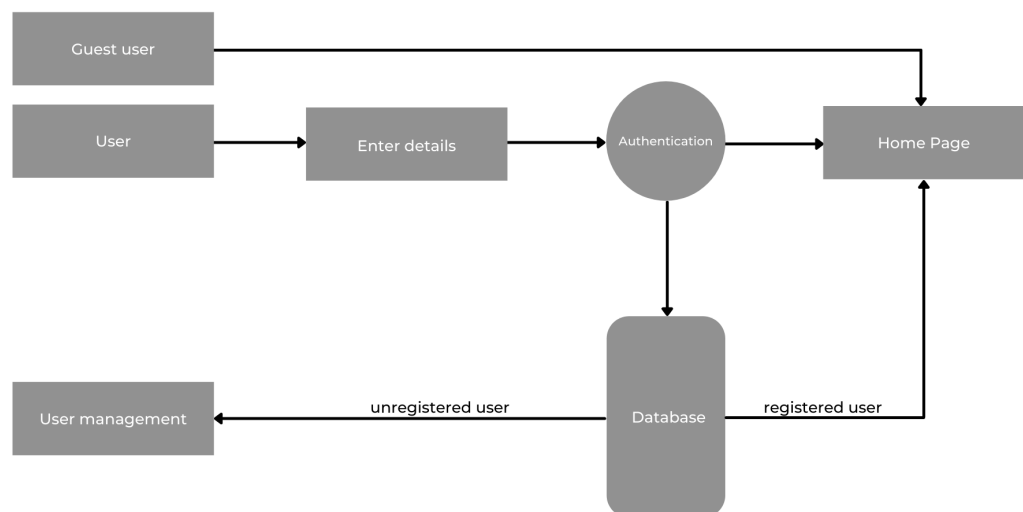 Guest user
User
Enter details
Authentication
Home Page
unregistered user
registered user
User management
Database